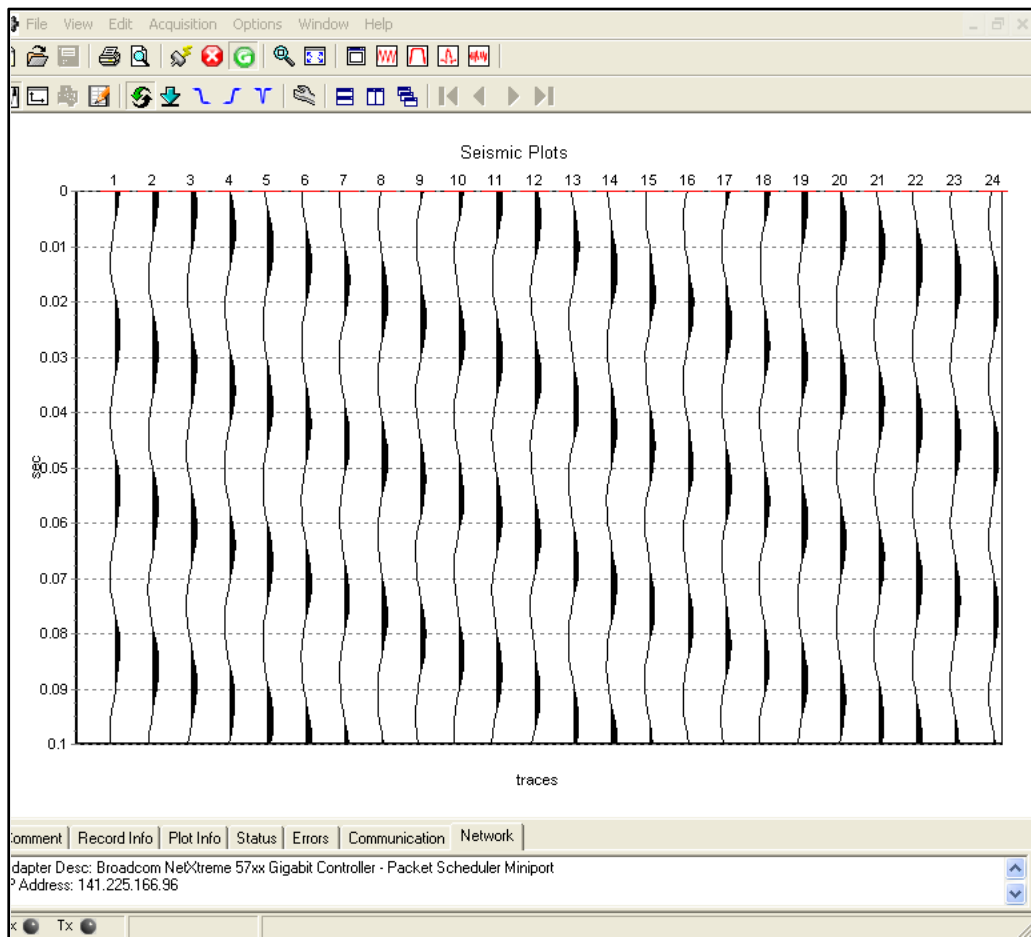 File View Edit Acquisition Options Window Help
Seismic Plots
1 2 3 4 5 6 7 8 9 10 11 12 13 14 15 16 17 18 19 20 21 22 23 24
0
0.01
0.02
0.03
0.04
0.05
0.06
0.07
0.08
0.09
0.1
sec
traces
omment Record Info Plot Info Status Errors Communication Network
dapter Desc: Broadcom NetXtreme 57xx Gigabit Controller - Packet Scheduler Miniport
P Address: 141.225.166.96
x Tx